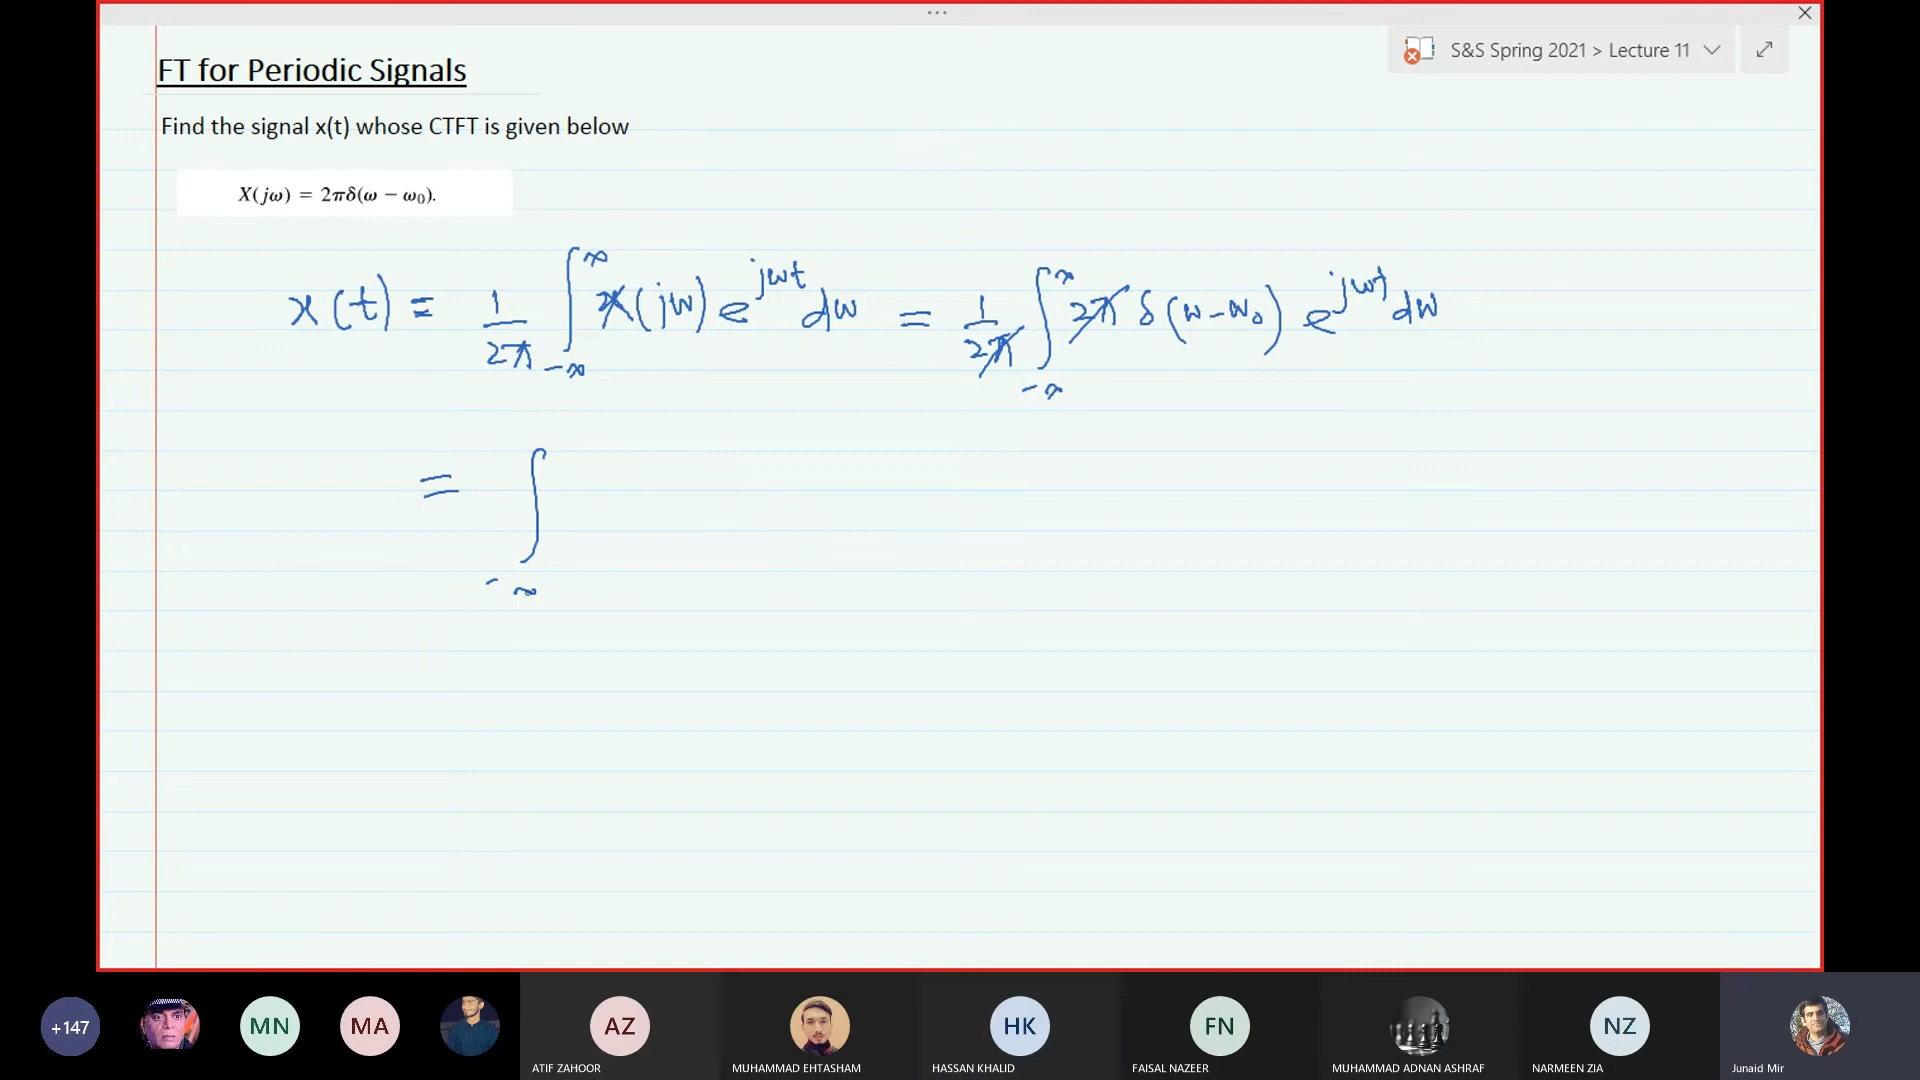 S&S Spring 2021 > Lecture 11
FT for Periodic Signals
Find the signal x(t) whose CTFT is given below
X(jω) = 2πδ(ω − ω₀).
x(t) = 1/2π ∫_{-∞}^{∞} X(jω) e^{jωt} dω = 1/2π ∫_{-∞}^{∞} 2π δ(ω-ω₀) e^{jωt} dω
= ∫_{-∞}
+147
MN
MA
AZ
HK
FN
NZ
ATIF ZAHOOR
MUHAMMAD EHTASHAM
HASSAN KHALID
FAISAL NAZEER
MUHAMMAD ADNAN ASHRAF
NARMEEN ZIA
Junaid Mir